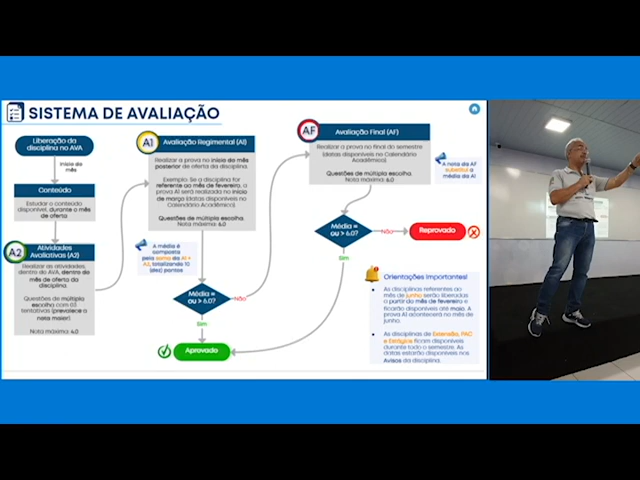 SISTEMA DE AVALIAÇÃO
Liberação da
disciplina no AVA
Início do
mês
Conteúdo
Estudar o conteúdo
disponível, durante o mês
de oferta
A2
Atividades
Avaliativas (A2)
Realizar as atividades,
dentro do AVA, dentro do
mês de oferta da
disciplina.
Questões de múltipla
escolha com 03
tentativas (prevalece a
nota maior)
Nota máxima: 4.0
A1
Avaliação Regimental (A1)
Realizar a prova no início do mês
posterior de oferta da disciplina.
Exemplo: Se a disciplina for
referente ao mês de fevereiro, a
prova A1 será realizada no início
de março (datas disponíveis no
Calendário Acadêmico).
Questões de múltipla escolha.
Nota máxima: 6.0
A média é
composta
pela soma da A1 +
A2, totalizando 10
(dez) pontos
Média =
ou > 6.0?
Não
Sim
Aprovado
AF
Avaliação Final (AF)
Realizar a prova no final do semestre
(datas disponíveis no Calendário
Acadêmico)
Questões de múltipla escolha.
Nota máxima: 6.0
A nota da AF
substitui a
média da A1
Média =
ou > 6.0?
Não
Reprovado
Sim
Orientações Importantes!
As disciplinas referentes ao
mês de junho serão liberadas
a partir do mês de fevereiro e
ficarão disponíveis até maio. A
prova A1 acontecerá no mês
de junho.
As disciplinas de Extensão, PAC
e Estágios ficam disponíveis
durante todo o semestre. As
datas estarão disponíveis nos
Avisos da disciplina.